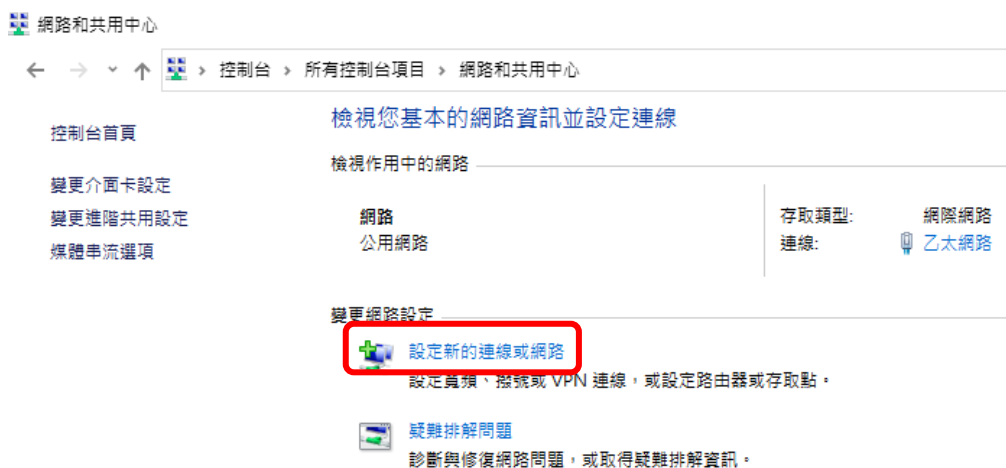 網路和共用中心
控制台 › 所有控制台項目 › 網路和共用中心
控制台首頁
變更介面卡設定
變更進階共用設定
媒體串流選項
檢視您基本的網路資訊並設定連線
檢視作用中的網路
網路
公用網路
存取類型: 網際網路
連線: 乙太網路
變更網路設定
設定新的連線或網路
設定寬頻、撥號或 VPN 連線，或設定路由器或存取點。
疑難排解問題
診斷與修復網路問題，或取得疑難排解資訊。